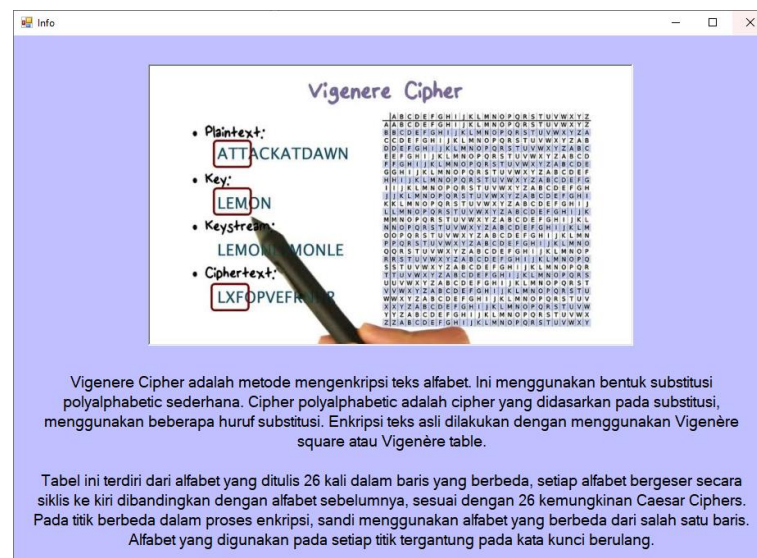 Info
Vigenere Cipher
• Plaintext:
ATTACKATDAWN
• Key:
LEMON
• Keystream:
• Ciphertext:
A B C D E F G H I J K L M N O P Q R S T U V W X Y Z
A A B C D E F G H I J K L M N O P Q R S T U V W X Y Z
B B C D E F G H I J K L M N O P Q R S T U V W X Y Z A
C C D E F G H I J K L M N O P Q R S T U V W X Y Z A B
D D E F G H I J K L M N O P Q R S T U V W X Y Z A B C
E E F G H I J K L M N O P Q R S T U V W X Y Z A B C D
F F G H I J K L M N O P Q R S T U V W X Y Z A B C D E
G G H I J K L M N O P Q R S T U V W X Y Z A B C D E F
H H I J K L M N O P Q R S T U V W X Y Z A B C D E F G
I I J K L M N O P Q R S T U V W X Y Z A B C D E F G H
J J K L M N O P Q R S T U V W X Y Z A B C D E F G H I
K K L M N O P Q R S T U V W X Y Z A B C D E F G H I J
L L M N O P Q R S T U V W X Y Z A B C D E F G H I J K
M M N O P Q R S T U V W X Y Z A B C D E F G H I J K L
N N O P Q R S T U V W X Y Z A B C D E F G H I J K L M
O O P Q R S T U V W X Y Z A B C D E F G H I J K L M N
P P Q R S T U V W X Y Z A B C D E F G H I J K L M N O
Q Q R S T U V W X Y Z A B C D E F G H I J K L M N O P
R R S T U V W X Y Z A B C D E F G H I J K L M N O P Q
S S T U V W X Y Z A B C D E F G H I J K L M N O P Q R
T T U V W X Y Z A B C D E F G H I J K L M N O P Q R S
U U V W X Y Z A B C D E F G H I J K L M N O P Q R S T
V V W X Y Z A B C D E F G H I J K L M N O P Q R S T U
W W X Y Z A B C D E F G H I J K L M N O P Q R S T U V
X X Y Z A B C D E F G H I J K L M N O P Q R S T U V W
Y Y Z A B C D E F G H I J K L M N O P Q R S T U V W X
Z Z A B C D E F G H I J K L M N O P Q R S T U V W X Y
Vigenere Cipher adalah metode mengenkripsi teks alfabet. Ini menggunakan bentuk substitusi
polyalphabetic sederhana. Cipher polyalphabetic adalah cipher yang didasarkan pada substitusi,
menggunakan beberapa huruf substitusi. Enkripsi teks asli dilakukan dengan menggunakan Vigenère
square atau Vigenère table.
Tabel ini terdiri dari alfabet yang ditulis 26 kali dalam baris yang berbeda, setiap alfabet bergeser secara
siklis ke kiri dibandingkan dengan alfabet sebelumnya, sesuai dengan 26 kemungkinan Caesar Ciphers.
Pada titik berbeda dalam proses enkripsi, sandi menggunakan alfabet yang berbeda dari salah satu baris.
Alfabet yang digunakan pada setiap titik tergantung pada kata kunci berulang.